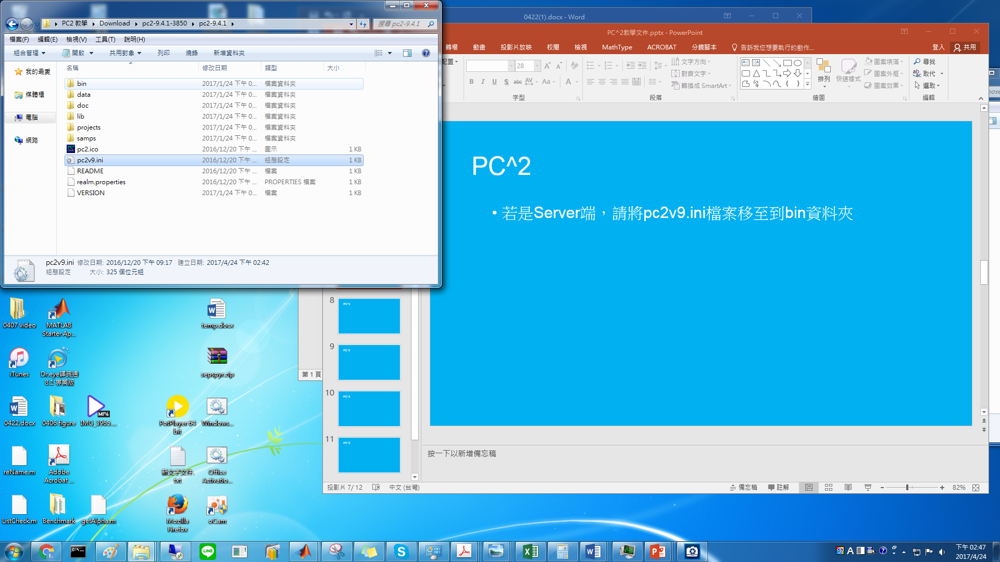 PC2 教學 Download pc2-9.4.1-3850 pc2-9.4.1
搜尋 pc2-9.4.1
檔案(F) 編輯(E) 檢視(V) 工具(T) 說明(H)
組合管理 開啟 共用對象 列印 燒錄 新增資料夾
我的最愛
媒體櫃
電腦
網路
名稱 修改日期 類型 大小
bin 2017/1/24 下午 0... 檔案資料夾
data 2017/1/24 下午 0... 檔案資料夾
doc 2017/1/24 下午 0... 檔案資料夾
lib 2017/1/24 下午 0... 檔案資料夾
projects 2017/1/24 下午 0... 檔案資料夾
samps 2017/1/24 下午 0... 檔案資料夾
pc2.ico 2016/12/20 下午 ... 圖示 1 KB
pc2v9.ini 2016/12/20 下午 ... 組態設定 1 KB
README 2016/12/20 下午 ... 檔案 1 KB
realm.properties 2016/12/20 下午 ... PROPERTIES 檔案 1 KB
VERSION 2017/1/24 下午 0... 檔案 1 KB
pc2v9.ini 修改日期: 2016/12/20 下午 09:17 建立日期: 2017/4/24 下午 02:42
組態設定 大小: 325 個位元組
0422(1).docx - Word
PC^2教學文件.pptx - PowerPoint
轉場 動畫 投影片放映 校閱 檢視 MathType ACROBAT 分鏡腳本 告訴我您想要執行的動作... 登入 共用
配置 28 文字方向 對齊文字 轉換成 SmartArt
B I U S abc AV Aa A
排列 快速樣式 圖案填滿 圖案外框 圖案效果
尋找 取代 選取
字型 段落 繪圖 編輯
PC^2
• 若是Server端，請將pc2v9.ini檔案移至到bin資料夾
8 PC^2
9 PC^2
10 PC^2
11 PC^2
第 1 頁
按一下以新增備忘稿
投影片 7/ 12 中文 (台灣) 備忘稿 註解 82%
0407 video
MATLAB Starter Ap...
temp.docx
iTunes
Dr.eye譯典通 8.1 專業版
sepspyr.zip
0422.docx
0406 figure
MP4
IMG_3965....
PotPlayer 64 bit
Windows...
reName.m
Adobe Acrobat ...
新文字文件.txt
Office Activatio...
ListCheck.m
Benchmark
getAlpha.m
Mozilla Firefox
oCam
LINE
下午 02:47
2017/4/24